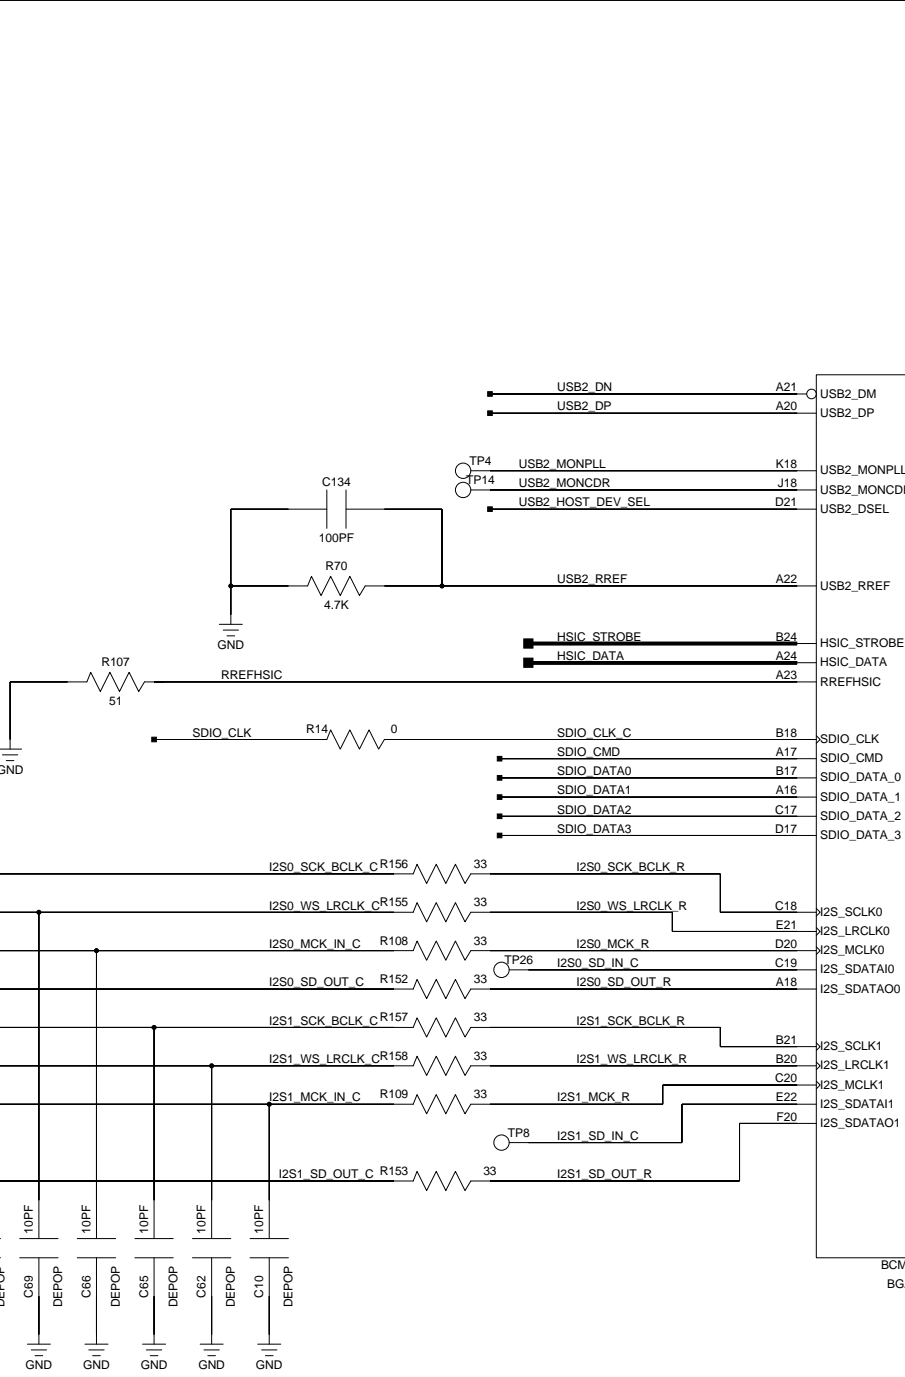 USB2_DN A21 USB2_DM
USB2_DP A20 USB2_DP
TP4 USB2_MONPLL K18 USB2_MONPLL
TP14 USB2_MONCDR J18 USB2_MONCD
C134
USB2_HOST_DEV_SEL D21 USB2_DSEL
100PF
R70
USB2_RREF A22 USB2_RREF
4.7K
GND
HSIC_STROBE B24 HSIC_STROBE
HSIC_DATA A24 HSIC_DATA
R107
RREFHSIC A23 RREFHSIC
51
SDIO_CLK R14 0 SDIO_CLK_C B18 SDIO_CLK
SDIO_CMD A17 SDIO_CMD
GND
SDIO_DATA0 B17 SDIO_DATA_0
SDIO_DATA1 A16 SDIO_DATA_1
SDIO_DATA2 C17 SDIO_DATA_2
SDIO_DATA3 D17 SDIO_DATA_3
I2S0_SCK_BCLK_C R156 33 I2S0_SCK_BCLK_R
I2S0_WS_LRCLK_C R155 33 I2S0_WS_LRCLK_R C18 I2S_SCLK0
E21 I2S_LRCLK0
I2S0_MCK_IN_C R108 33 I2S0_MCK_R D20 I2S_MCLK0
TP26 I2S0_SD_IN_C C19 I2S_SDATAI0
I2S0_SD_OUT_C R152 33 I2S0_SD_OUT_R A18 I2S_SDATAO0
I2S1_SCK_BCLK_C R157 33 I2S1_SCK_BCLK_R
B21 I2S_SCLK1
I2S1_WS_LRCLK_C R158 33 I2S1_WS_LRCLK_R B20 I2S_LRCLK1
C20 I2S_MCLK1
I2S1_MCK_IN_C R109 33 I2S1_MCK_R E22 I2S_SDATAI1
F20 I2S_SDATAO1
TP8 I2S1_SD_IN_C
I2S1_SD_OUT_C R153 33 I2S1_SD_OUT_R
10PF 10PF 10PF 10PF 10PF
BCM
BG
DEPOP C69 DEPOP C66 DEPOP C65 DEPOP C62 DEPOP C10 DEPOP
GND GND GND GND GND